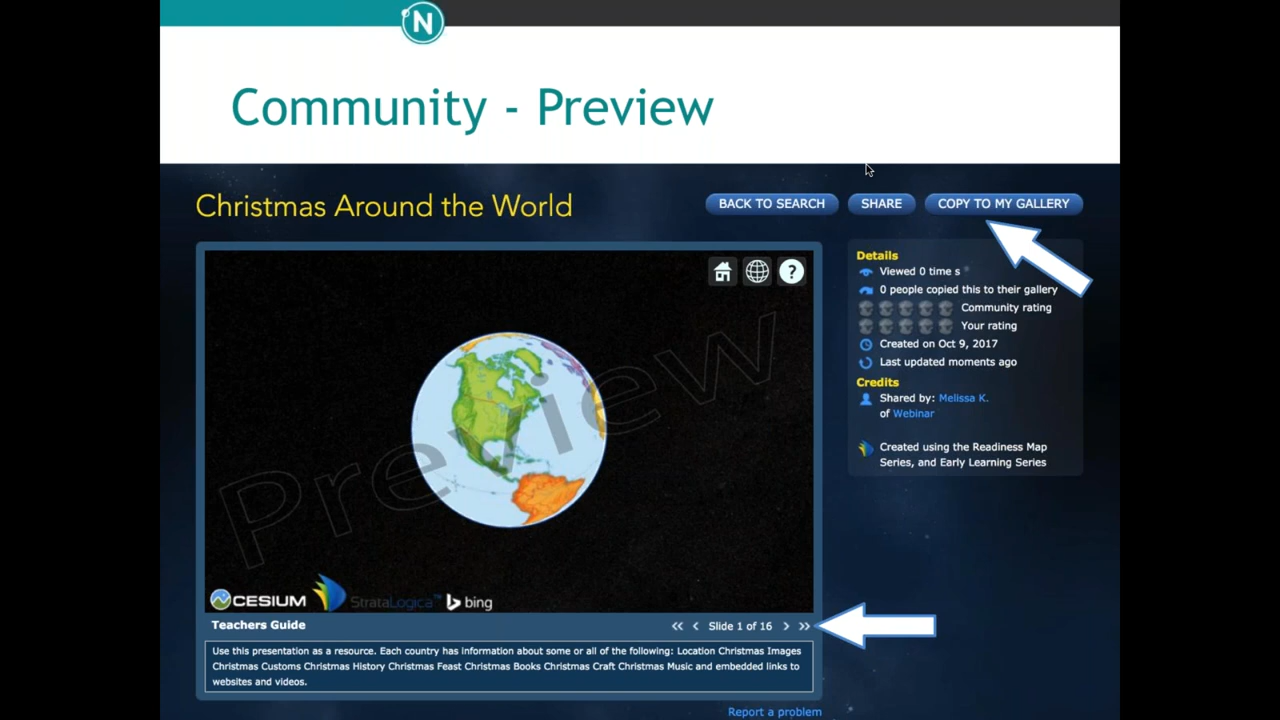 N
Community - Preview
Christmas Around the World
BACK TO SEARCH
SHARE
COPY TO MY GALLERY
?
Preview
CESIUM
StrataLogica™
bing
Teachers Guide
« ‹ Slide 1 of 16 › »
Use this presentation as a resource. Each country has information about some or all of the following: Location Christmas Images
Christmas Customs Christmas History Christmas Feast Christmas Books Christmas Craft Christmas Music and embedded links to
websites and videos.
Report a problem
Details
Viewed 0 time s
0 people copied this to their gallery
Community rating
Your rating
Created on Oct 9, 2017
Last updated moments ago
Credits
Shared by: Melissa K.
of Webinar
Created using the Readiness Map
Series, and Early Learning Series